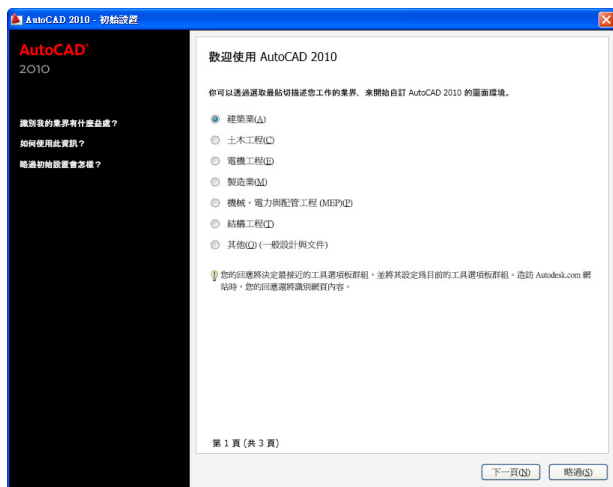 AutoCAD 2010 - 初始設置
AutoCAD®
2010
識別我的業界有什麼益處？
如何使用此資訊？
略過初始設置會怎樣？
歡迎使用 AutoCAD 2010
你可以透過選取最貼切描述您工作的業界，來開始自訂 AutoCAD 2010 的圖面環境。
建築業(A)
土木工程(C)
電機工程(E)
製造業(M)
機械、電力與配管工程 (MEP)(P)
結構工程(T)
其他(O) (一般設計與文件)
您的回應將決定最接近的工具選項板群組，並將其設定為目前的工具選項板群組。造訪 Autodesk.com 網
站時，您的回應還將識別網頁內容。
第 1 頁 (共 3 頁)
下一頁(N)
略過(S)